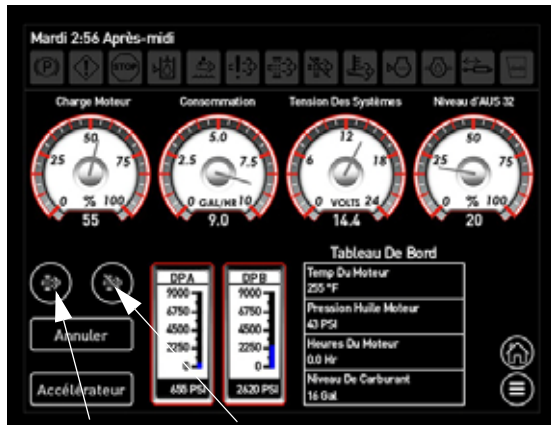 Mardi 2:56 Après-midi
(P) STOP
Charge Moteur Consommation Tension Des Systèmes Niveau d'AUS 32
0 25 50 75 100 %
55
0 2.5 5.0 7.5 10 GAL/HR
9.0
0 6 12 18 24 VOLTS
14.4
0 25 50 75 100 %
20
Tableau De Bord
Temp Du Moteur
255 °F
Pression Huile Moteur
43 PSI
Heures Du Moteur
0.0 Hr
Niveau De Carburant
16 Gal
DPA
9000
6750
4500
2250
0
655 PSI
DPB
9000
6750
4500
2250
0
2620 PSI
Annuler
Accélérateur